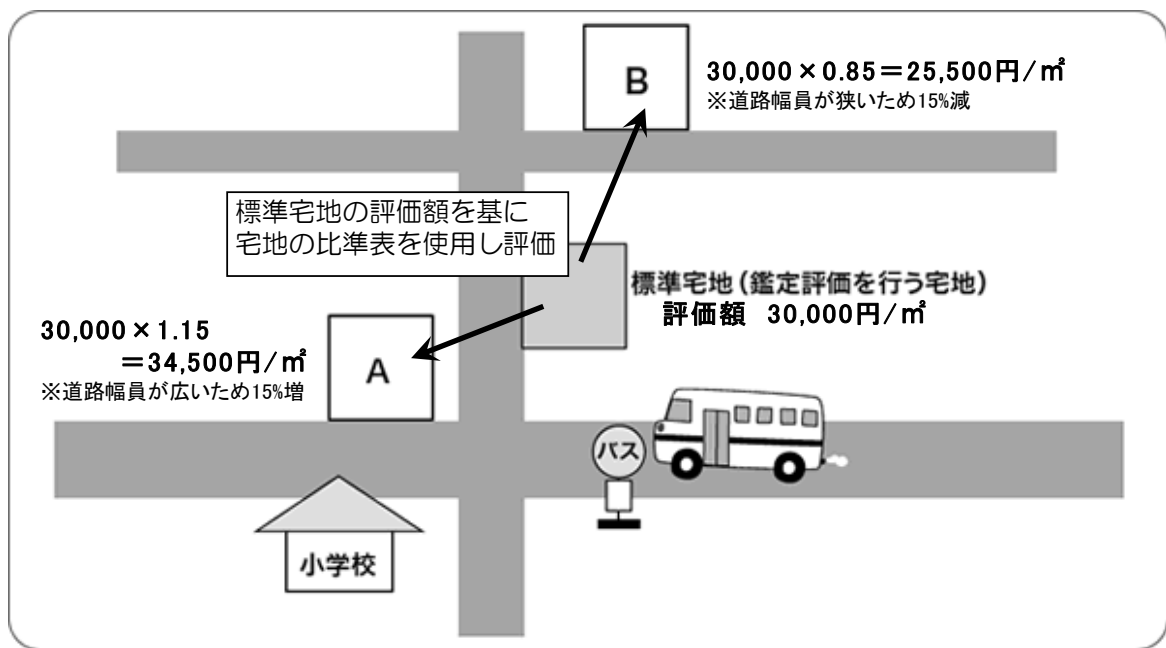 B
30,000×0.85＝25,500円/㎡
※道路幅員が狭いため15%減
標準宅地の評価額を基に
宅地の比準表を使用し評価
標準宅地（鑑定評価を行う宅地）
評価額　30,000円/㎡
30,000×1.15
＝34,500円/㎡
※道路幅員が広いため15%増
A
バス
小学校